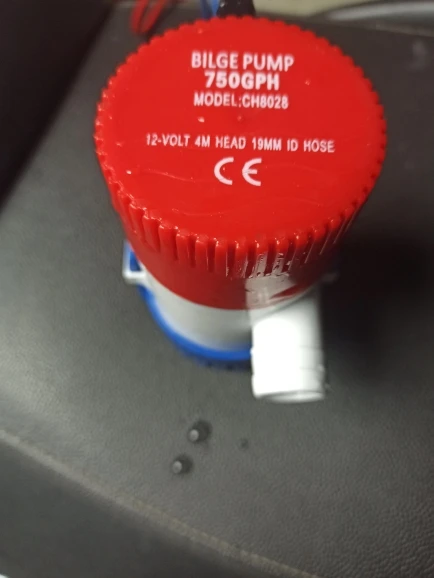 BILGE PUMP
750GPH
MODEL:CH8028
12-VOLT 4M HEAD 19MM ID HOSE
CE